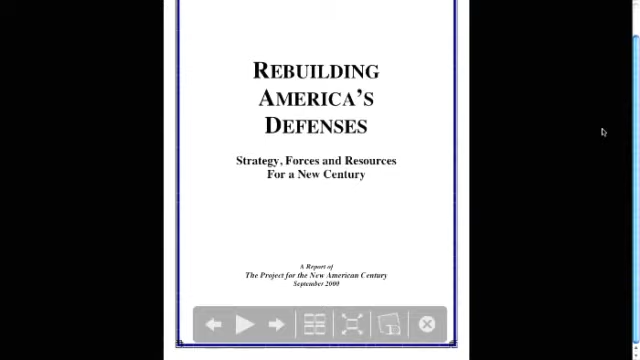 REBUILDING
AMERICA'S
DEFENSES
Strategy, Forces and Resources
For a New Century
A Report of
The Project for the New American Century
September 2000